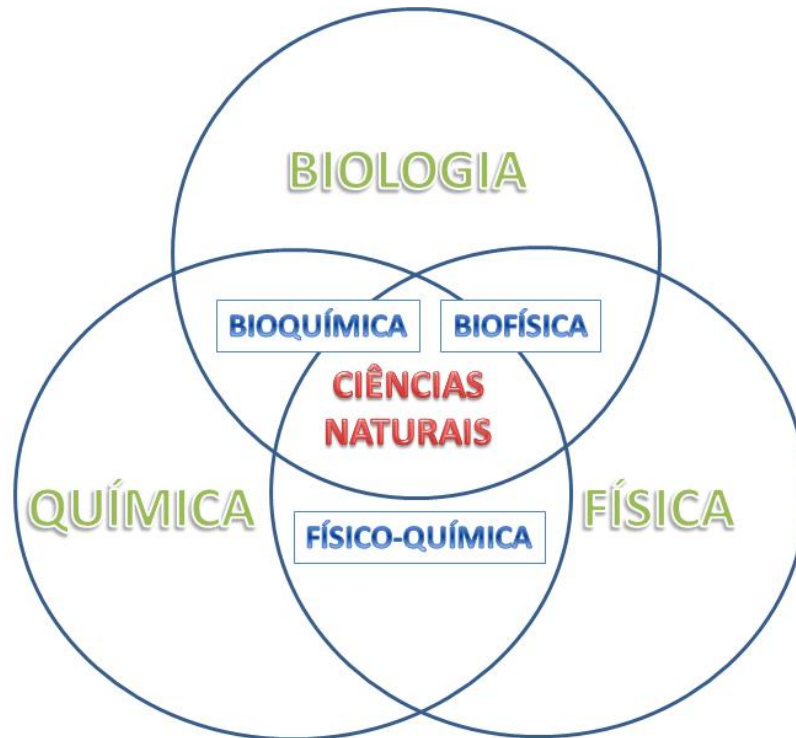 BIOLOGIA
BIOQUÍMICA
BIOFÍSICA
CIÊNCIAS
NATURAIS
QUÍMICA
FÍSICA
FÍSICO-QUÍMICA